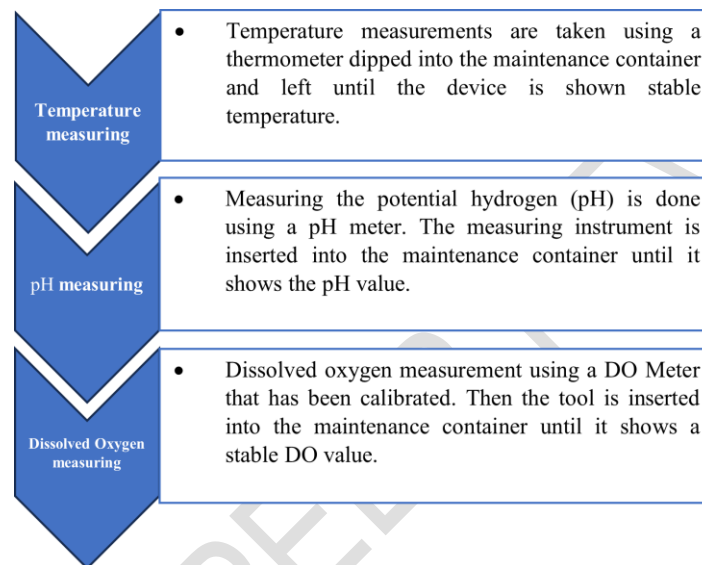 Temperature
measuring
• Temperature measurements are taken using a
thermometer dipped into the maintenance container
and left until the device is shown stable
temperature.
pH measuring
• Measuring the potential hydrogen (pH) is done
using a pH meter. The measuring instrument is
inserted into the maintenance container until it
shows the pH value.
Dissolved Oxygen
measuring
• Dissolved oxygen measurement using a DO Meter
that has been calibrated. Then the tool is inserted
into the maintenance container until it shows a
stable DO value.